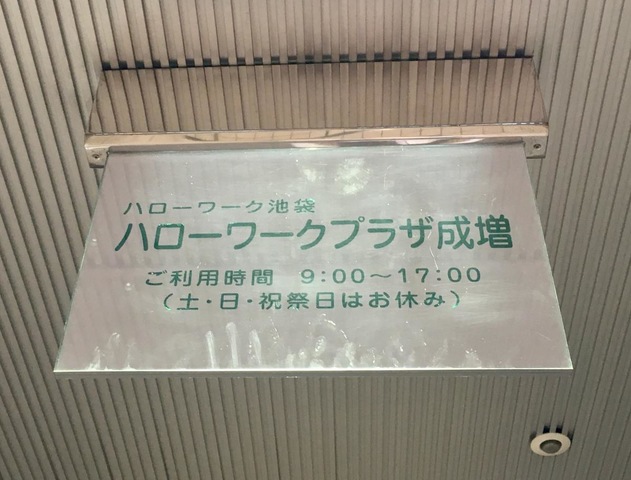 ハローワーク池袋
ハローワークプラザ成増
ご利用時間 9:00～17:00
（土・日・祝祭日はお休み）